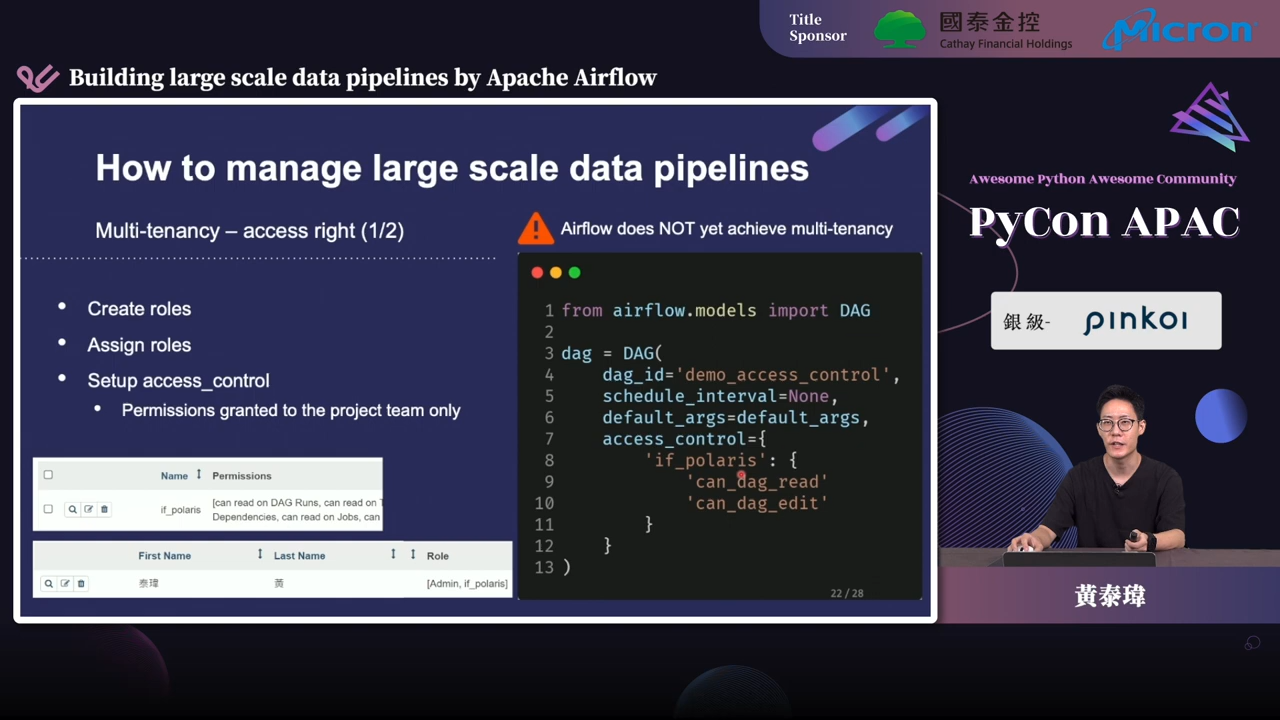 Title
Sponsor
國泰金控
Cathay Financial Holdings
Micron
Building large scale data pipelines by Apache Airflow
How to manage large scale data pipelines
Multi-tenancy – access right (1/2)
Airflow does NOT yet achieve multi-tenancy
Create roles
Assign roles
Setup access_control
Permissions granted to the project team only
Name Permissions
if_polaris [can read on DAG Runs, can read on
Dependencies, can read on Jobs, can
First Name Last Name Role
泰瑋 黃 [Admin, if_polaris]
1 from airflow.models import DAG
2
3 dag = DAG(
4 dag_id='demo_access_control',
5 schedule_interval=None,
6 default_args=default_args,
7 access_control={
8 'if_polaris': {
9 'can_dag_read'
10 'can_dag_edit'
11 }
12 }
13 )
22 / 28
Awesome Python Awesome Community
PyCon APAC
銀級- pinkoi
黃泰瑋